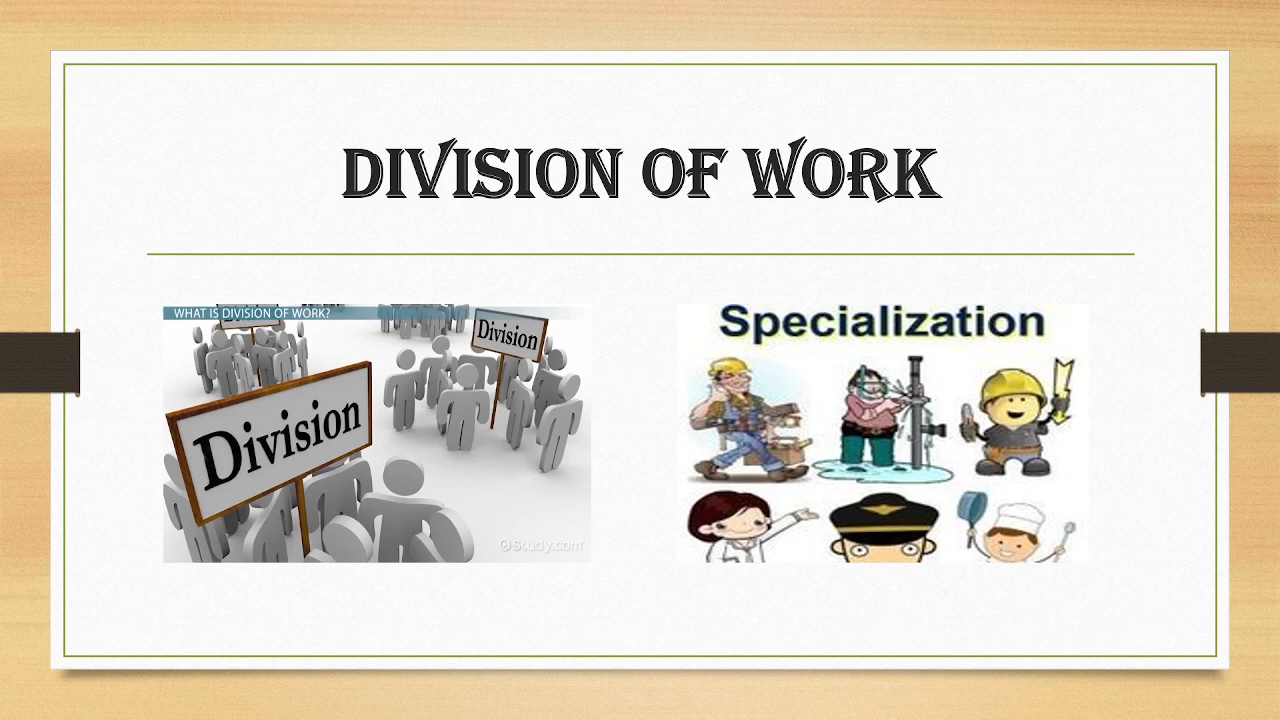 DIVISION OF WORK
WHAT IS DIVISION OF WORK?
Division
Division
Study.com
Specialization